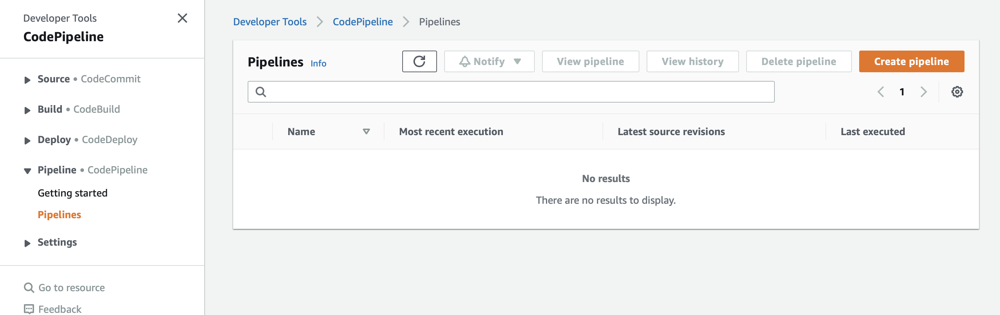 Developer Tools
CodePipeline
Source • CodeCommit
Build • CodeBuild
Deploy • CodeDeploy
Pipeline • CodePipeline
Getting started
Pipelines
Settings
Go to resource
Feedback
Developer Tools > CodePipeline > Pipelines
Pipelines Info Notify View pipeline View history Delete pipeline Create pipeline
1
Name Most recent execution Latest source revisions Last executed
No results
There are no results to display.